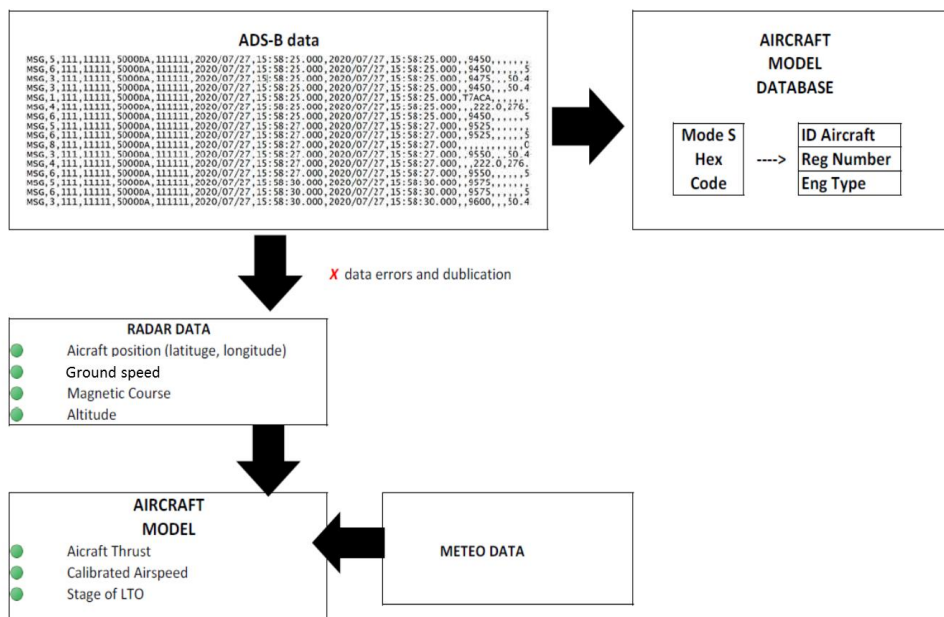 ADS-B data
MSG,5,111,11111,5000DA,111111,2020/07/27,15:58:25.000,2020/07/27,15:58:25.000,,9450,,,,,,,
MSG,6,111,11111,5000DA,111111,2020/07/27,15:58:25.000,2020/07/27,15:58:25.000,,9450,,,,,,5
MSG,3,111,11111,5000DA,111111,2020/07/27,15:58:25.000,2020/07/27,15:58:25.000,,9475,,,50.4
MSG,3,111,11111,5000DA,111111,2020/07/27,15:58:25.000,2020/07/27,15:58:25.000,,9450,,,50.4
MSG,1,111,11111,5000DA,111111,2020/07/27,15:58:25.000,2020/07/27,15:58:25.000,T7ACA,,,,,,,,
MSG,4,111,11111,5000DA,111111,2020/07/27,15:58:25.000,2020/07/27,15:58:25.000,,,222.0,276.
MSG,6,111,11111,5000DA,111111,2020/07/27,15:58:25.000,2020/07/27,15:58:25.000,,9450,,,,,,5
MSG,5,111,11111,5000DA,111111,2020/07/27,15:58:27.000,2020/07/27,15:58:27.000,,9525,,,,,,,
MSG,6,111,11111,5000DA,111111,2020/07/27,15:58:27.000,2020/07/27,15:58:27.000,,9525,,,,,,5
MSG,8,111,11111,5000DA,111111,2020/07/27,15:58:27.000,2020/07/27,15:58:27.000,,,,,,,,,,,,0
MSG,3,111,11111,5000DA,111111,2020/07/27,15:58:27.000,2020/07/27,15:58:27.000,,9550,,,50.4
MSG,4,111,11111,5000DA,111111,2020/07/27,15:58:27.000,2020/07/27,15:58:27.000,,,222.0,276.
MSG,6,111,11111,5000DA,111111,2020/07/27,15:58:27.000,2020/07/27,15:58:27.000,,9550,,,,,,5
MSG,5,111,11111,5000DA,111111,2020/07/27,15:58:30.000,2020/07/27,15:58:30.000,,9575,,,,,,,
MSG,6,111,11111,5000DA,111111,2020/07/27,15:58:30.000,2020/07/27,15:58:30.000,,9575,,,,,,5
MSG,3,111,11111,5000DA,111111,2020/07/27,15:58:30.000,2020/07/27,15:58:30.000,,9600,,,50.4
AIRCRAFT
MODEL
DATABASE
Mode S
Hex
Code
---->
ID Aircraft
Reg Number
Eng Type
X data errors and dublication
RADAR DATA
Aicraft position (latituge, longitude)
Ground speed
Magnetic Course
Altitude
AIRCRAFT
MODEL
Aicraft Thrust
Calibrated Airspeed
Stage of LTO
METEO DATA